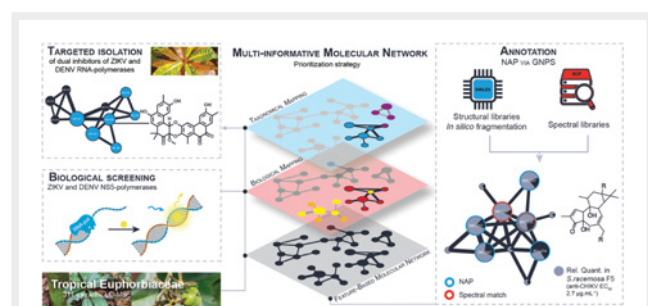 TARGETED ISOLATION
of dual inhibitors of ZIKV and
DENV RNA-polymerases
BIOLOGICAL SCREENING
ZIKV and DENV NS5-polymerases
Tropical Euphorbiaceae
MULTI-INFORMATIVE MOLECULAR NETWORK
Prioritization strategy
TAXONOMICAL MAPPING
BIOLOGICAL MAPPING
FEATURE-BASED MOLECULAR NETWORK
ANNOTATION
NAP VIA GNPS
Structural libraries
In silico fragmentation
Spectral libraries
NAP
Spectral match
Rel. Quant. in
S.racemosa F5
(anti-CHIKV EC50
2.7 µg.mL-1)